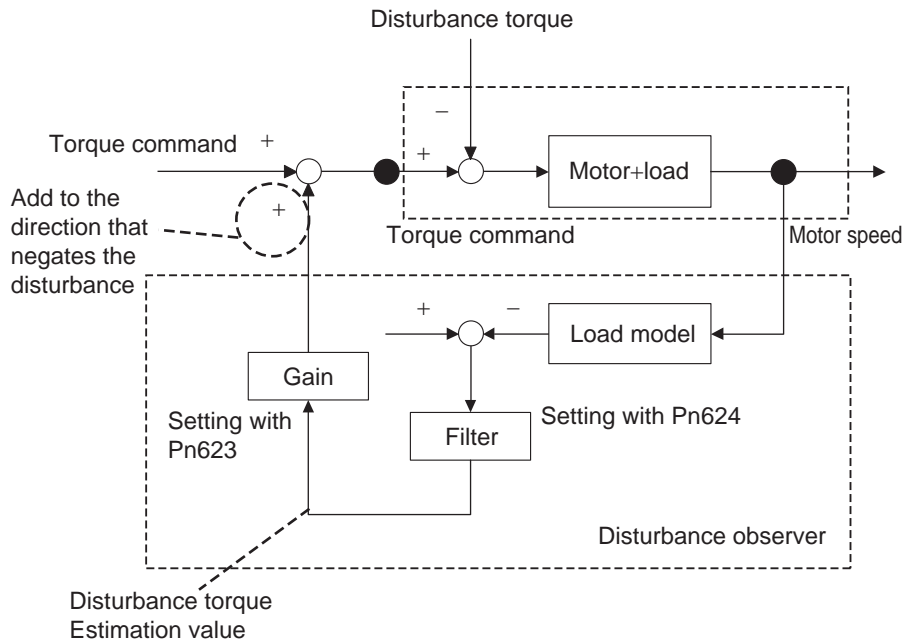 Disturbance torque
−
Torque command
+
+
Motor+load
Add to the
direction that
negates the
disturbance
+
Torque command
Motor speed
+
−
Load model
Gain
Setting with
Pn623
Filter
Setting with Pn624
Disturbance observer
Disturbance torque
Estimation value